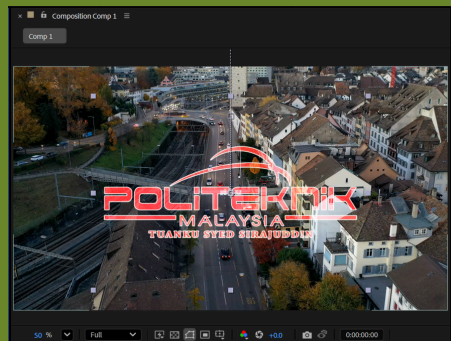 Composition Comp 1
Comp 1
POLITEKNIK
MALAYSIA
TUANKU SYED SIRAJUDDIN
50 %
Full
+0.0
0:00:00:00